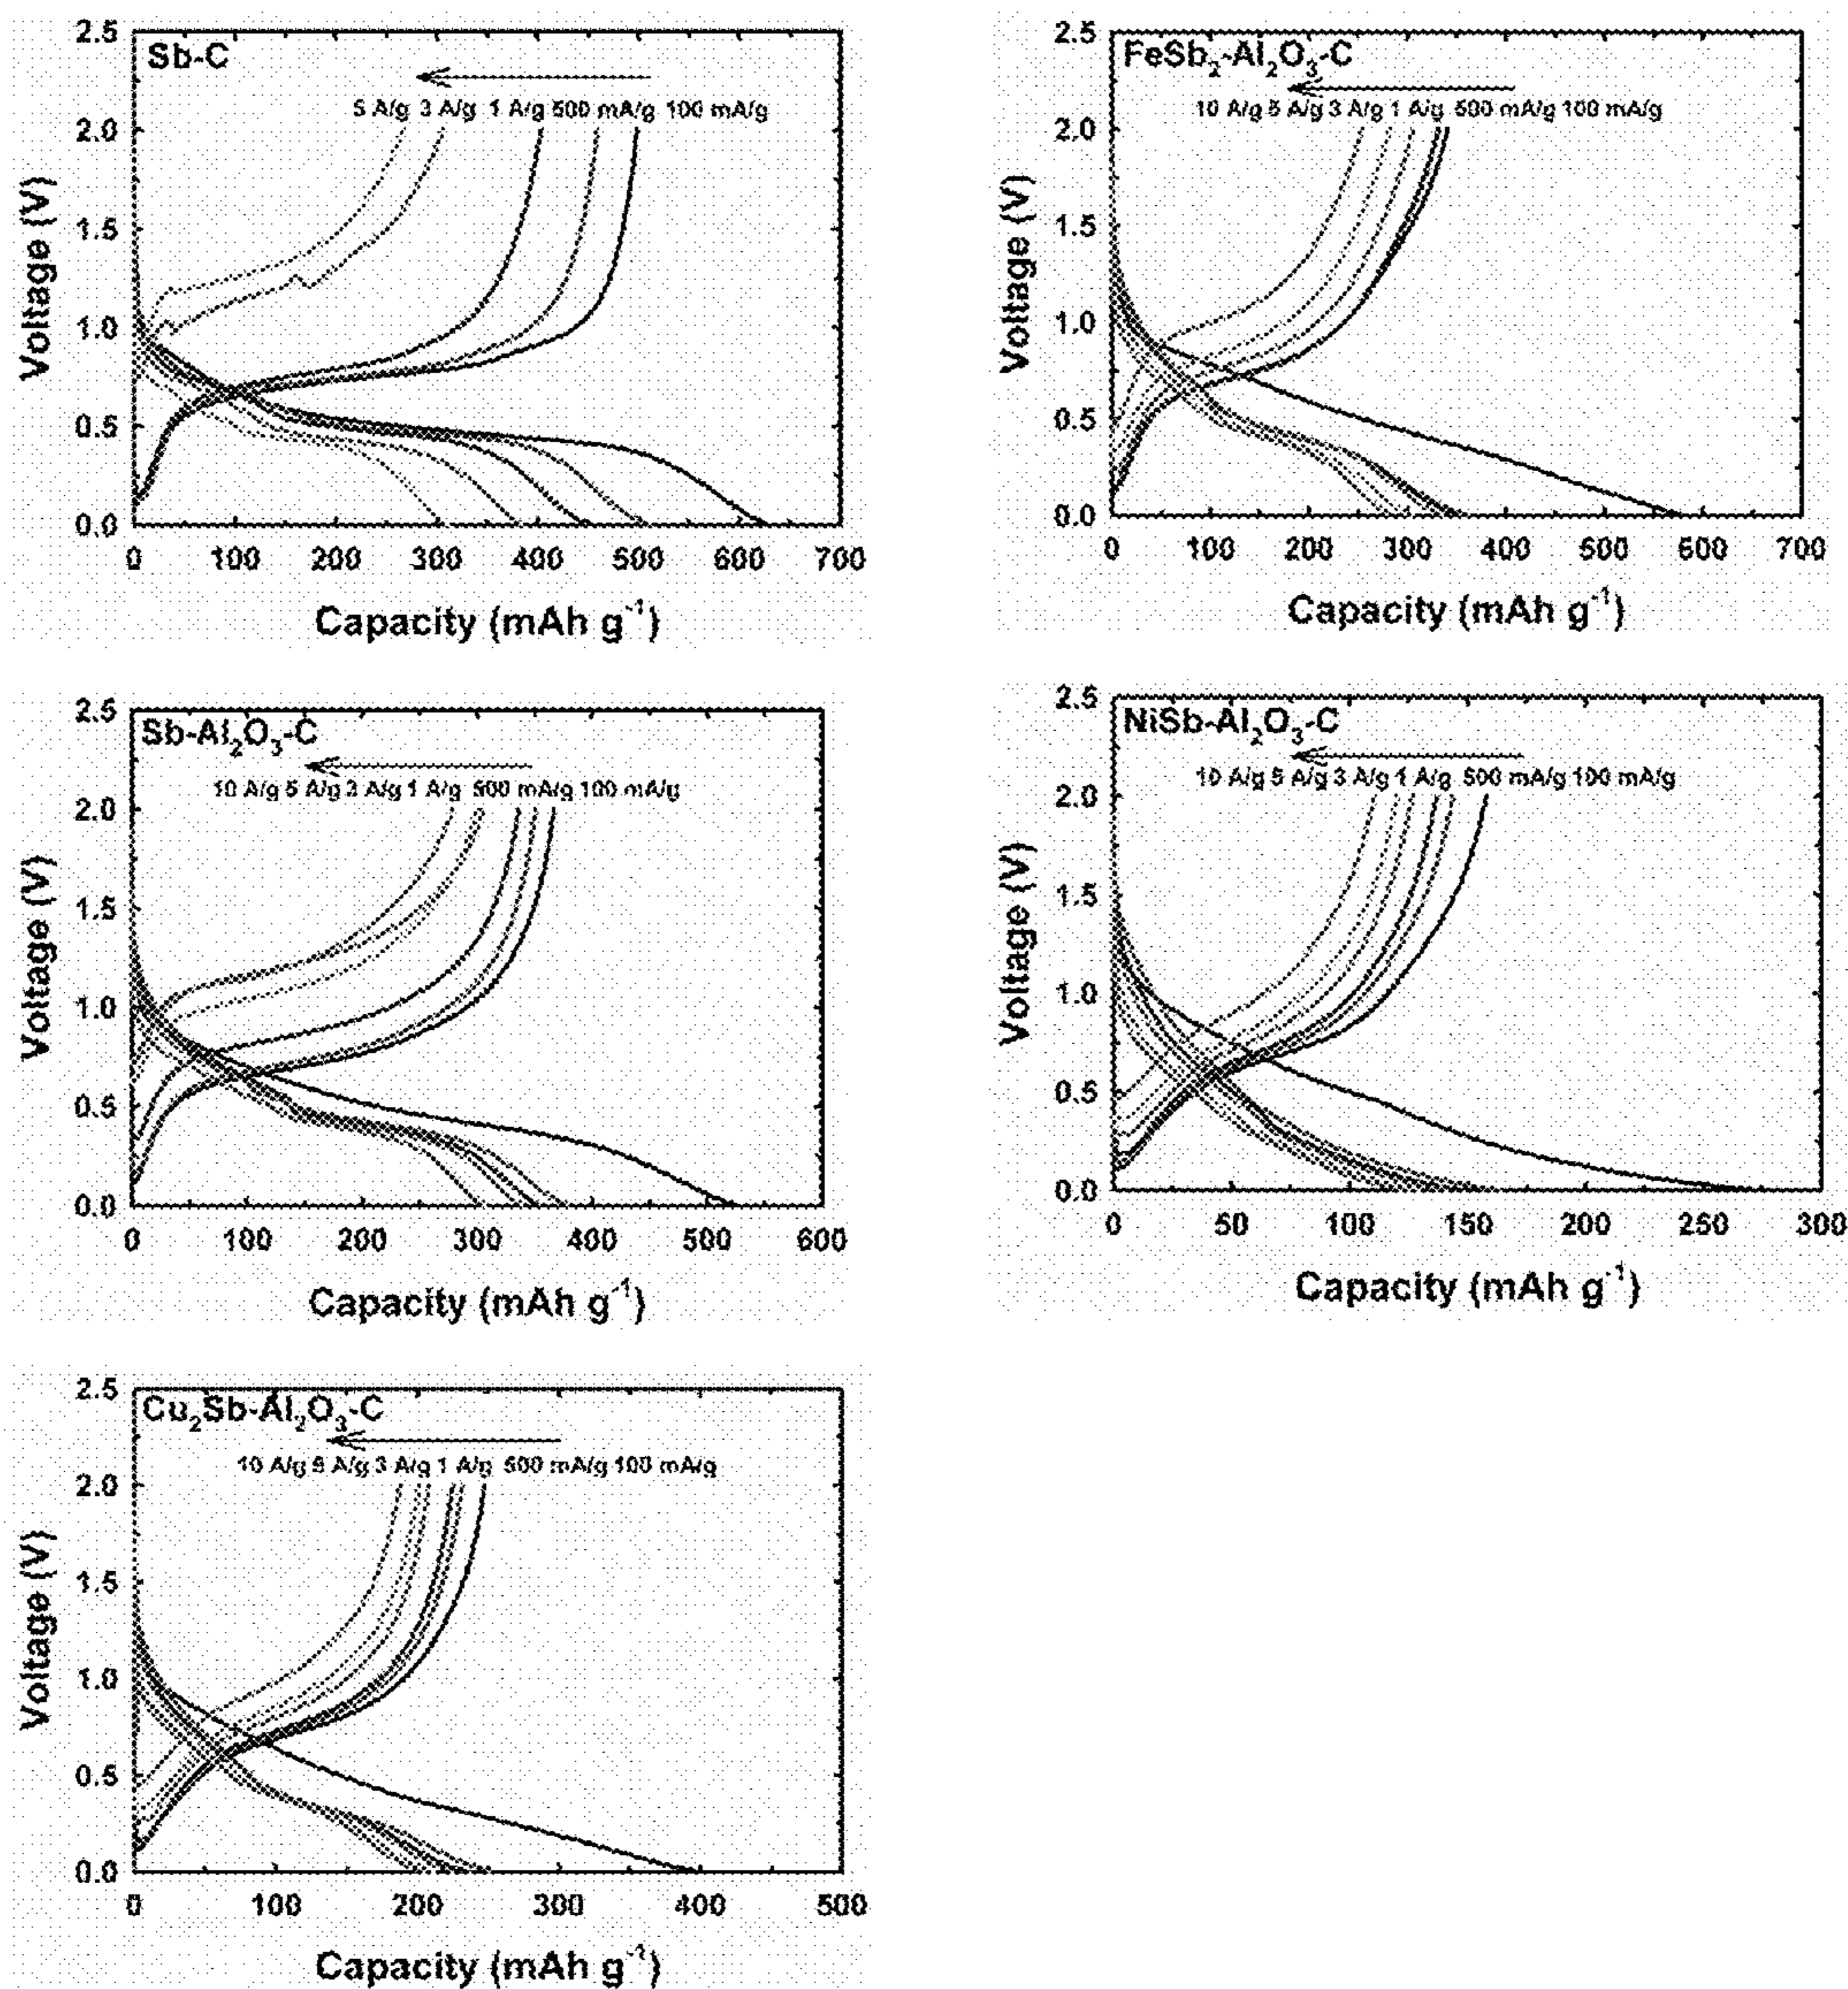 Sb-C
5 A/g 3 A/g 1 A/g 500 mA/g 100 mA/g
2.5
2.0
1.5
1.0
0.5
0.0
Voltage (V)
0 100 200 300 400 500 600 700
Capacity (mAh g⁻¹)
FeSb₂-Al₂O₃-C
10 A/g 5 A/g 3 A/g 1 A/g 500 mA/g 100 mA/g
2.5
2.0
1.5
1.0
0.5
0.0
Voltage (V)
0 100 200 300 400 500 600 700
Capacity (mAh g⁻¹)
Sb-Al₂O₃-C
10 A/g 5 A/g 3 A/g 1 A/g 500 mA/g 100 mA/g
2.5
2.0
1.5
1.0
0.5
0.0
Voltage (V)
0 100 200 300 400 500 600
Capacity (mAh g⁻¹)
NiSb-Al₂O₃-C
10 A/g 5 A/g 3 A/g 1 A/g 500 mA/g 100 mA/g
2.5
2.0
1.5
1.0
0.5
0.0
Voltage (V)
0 50 100 150 200 250 300
Capacity (mAh g⁻¹)
Cu₂Sb-Al₂O₃-C
10 A/g 5 A/g 3 A/g 1 A/g 500 mA/g 100 mA/g
2.5
2.0
1.5
1.0
0.5
0.0
Voltage (V)
0 100 200 300 400 500
Capacity (mAh g⁻¹)